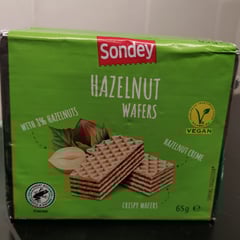 Sondey
HAZELNUT
WAFERS
WITH 3% HAZELNUTS
VEGAN
HAZELNUT CREME
CRISPY WAFERS
65g e